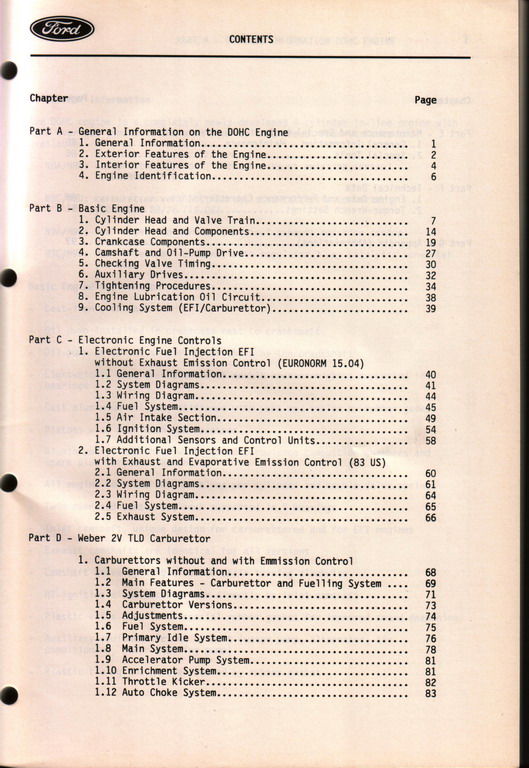 Ford
CONTENTS
Chapter Page
Part A - General Information on the DOHC Engine
1. General Information................................ 1
2. Exterior Features of the Engine.................... 2
3. Interior Features of the Engine.................... 4
4. Engine Identification.............................. 6
Part B - Basic Engine
1. Cylinder Head and Valve Train...................... 7
2. Cylinder Head and Components....................... 14
3. Crankcase Components............................... 19
4. Camshaft and Oil-Pump Drive........................ 27
5. Checking Valve Timing.............................. 30
6. Auxiliary Drives................................... 32
7. Tightening Procedures.............................. 34
8. Engine Lubrication Oil Circuit..................... 38
9. Cooling System (EFI/Carburettor)................... 39
Part C - Electronic Engine Controls
1. Electronic Fuel Injection EFI
without Exhaust Emission Control (EURONORM 15.04)
1.1 General Information............................ 40
1.2 System Diagrams................................ 41
1.3 Wiring Diagram................................. 44
1.4 Fuel System.................................... 45
1.5 Air Intake Section............................. 49
1.6 Ignition System................................ 54
1.7 Additional Sensors and Control Units........... 58
2. Electronic Fuel Injection EFI
with Exhaust and Evaporative Emission Control (83 US)
2.1 General Information............................ 60
2.2 System Diagrams................................ 61
2.3 Wiring Diagram................................. 64
2.4 Fuel System.................................... 65
2.5 Exhaust System................................. 66
Part D - Weber 2V TLD Carburettor
1. Carburettors without and with Emmission Control
1.1 General Information........................... 68
1.2 Main Features - Carburettor and Fuelling System .... 69
1.3 System Diagrams............................... 71
1.4 Carburettor Versions.......................... 73
1.5 Adjustments................................... 74
1.6 Fuel System................................... 75
1.7 Primary Idle System........................... 76
1.8 Main System................................... 78
1.9 Accelerator Pump System....................... 81
1.10 Enrichment System............................. 81
1.11 Throttle Kicker............................... 82
1.12 Auto Choke System............................. 83